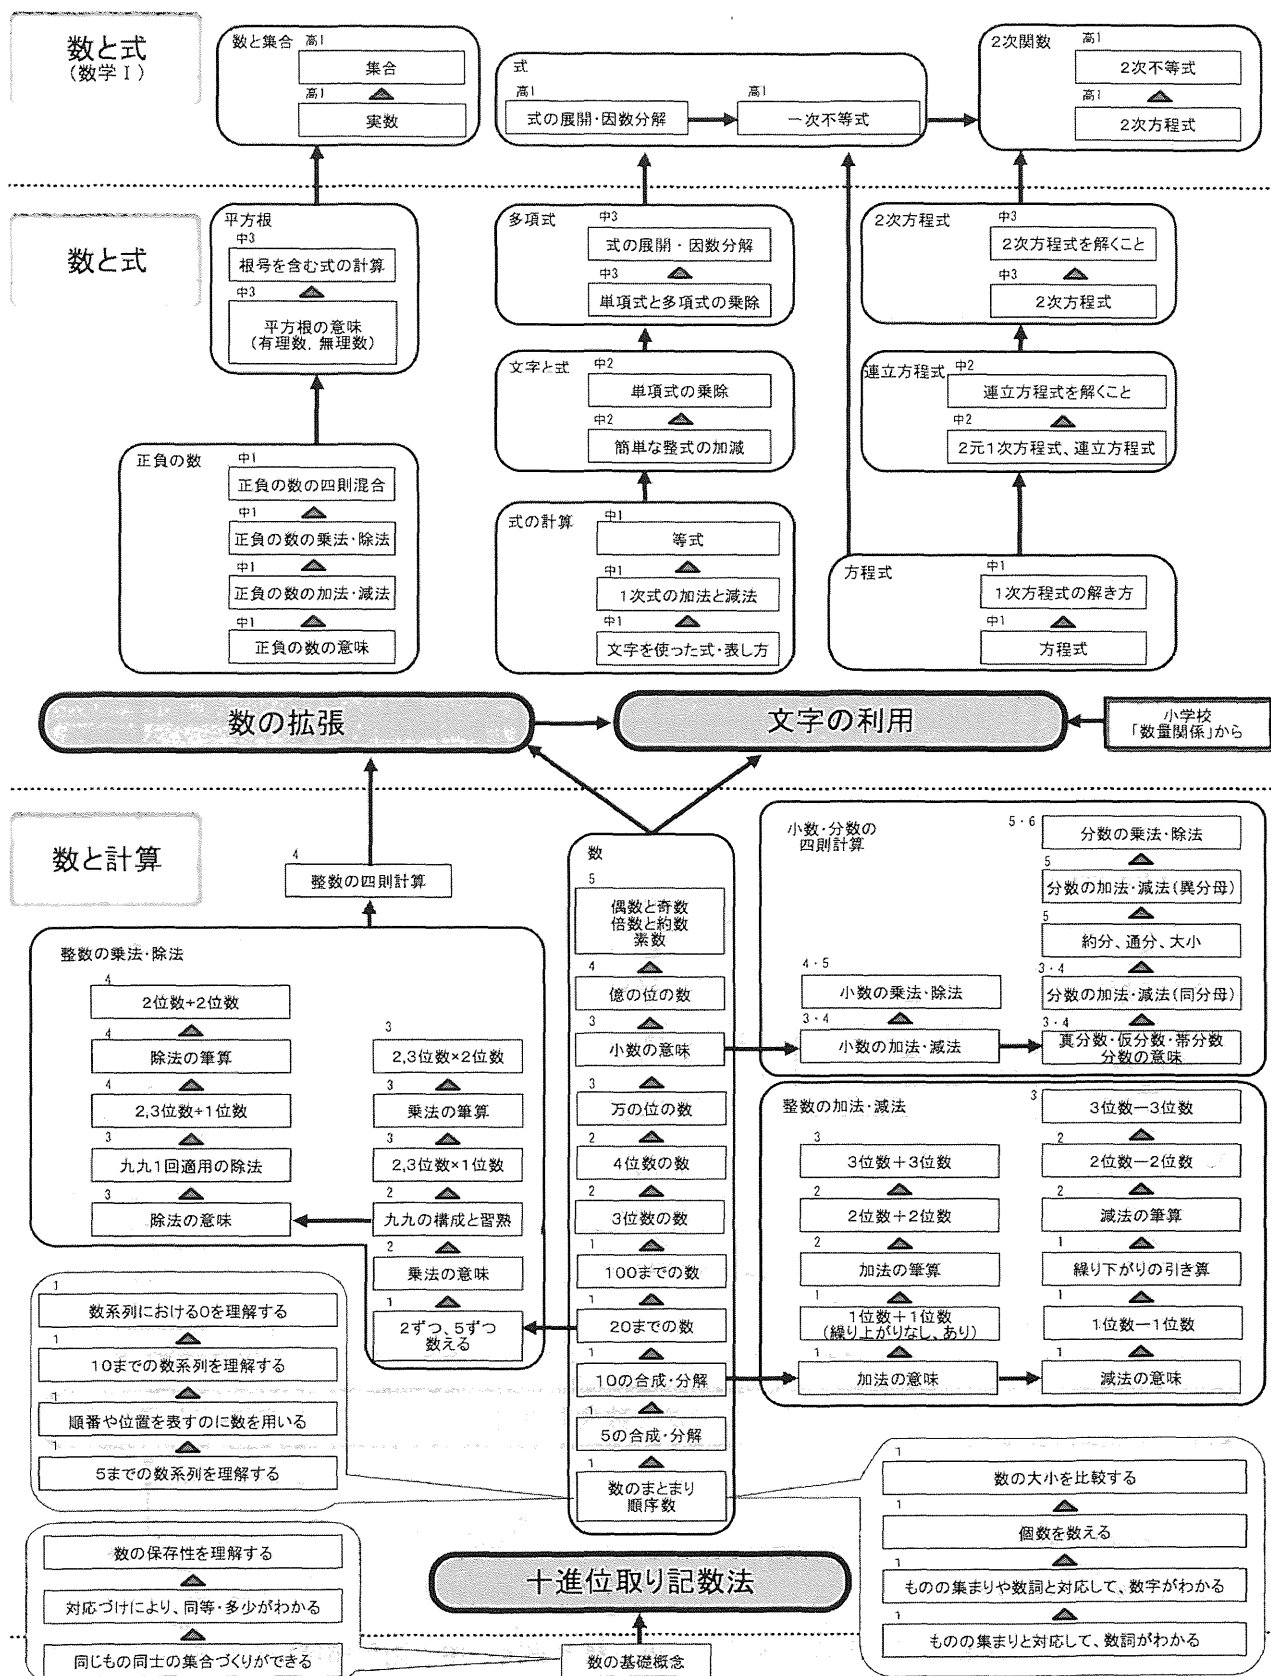 数と式
(数学Ⅰ)
数と集合
高1
集合
高1
実数
式
高1
式の展開・因数分解
高1
一次不等式
2次関数
高1
2次不等式
高1
2次方程式
数と式
平方根
中3
根号を含む式の計算
中3
平方根の意味
(有理数, 無理数)
多項式
中3
式の展開・因数分解
中3
単項式と多項式の乗除
2次方程式
中3
2次方程式を解くこと
中3
2次方程式
文字と式
中2
単項式の乗除
中2
簡単な整式の加減
連立方程式
中2
連立方程式を解くこと
中2
2元1次方程式、連立方程式
正負の数
中1
正負の数の四則混合
中1
正負の数の乗法・除法
中1
正負の数の加法・減法
中1
正負の数の意味
式の計算
中1
等式
中1
1次式の加法と減法
中1
文字を使った式・表し方
方程式
中1
1次方程式の解き方
中1
方程式
数の拡張
文字の利用
小学校
「数量関係」から
数と計算
4
整数の四則計算
整数の乗法・除法
4
2位数÷2位数
4
除法の筆算
4
2,3位数÷1位数
3
九九1回適用の除法
3
除法の意味
3
2,3位数×2位数
3
乗法の筆算
3
2,3位数×1位数
2
九九の構成と習熟
2
乗法の意味
1
2ずつ、5ずつ
数える
数
5
偶数と奇数
倍数と約数
素数
4
億の位の数
3
小数の意味
3
万の位の数
2
4位数の数
2
3位数の数
1
100までの数
1
20までの数
1
10の合成・分解
1
5の合成・分解
1
数のまとまり
順序数
小数・分数の
四則計算
4・5
小数の乗法・除法
3・4
小数の加法・減法
5・6
分数の乗法・除法
5
分数の加法・減法(異分母)
5
約分、通分、大小
3・4
分数の加法・減法(同分母)
3・4
真分数・仮分数・帯分数
分数の意味
整数の加法・減法
3
3位数＋3位数
2
2位数＋2位数
2
加法の筆算
1
1位数＋1位数
(繰り上がりなし、あり)
1
加法の意味
3
3位数－3位数
2
2位数－2位数
2
減法の筆算
1
繰り下がりの引き算
1
1位数－1位数
1
減法の意味
1
数系列における0を理解する
1
10までの数系列を理解する
1
順番や位置を表すのに数を用いる
1
5までの数系列を理解する
1
数の大小を比較する
1
個数を数える
1
ものの集まりや数詞と対応して、数字がわかる
1
ものの集まりと対応して、数詞がわかる
数の保存性を理解する
対応づけにより、同等・多少がわかる
同じもの同士の集合づくりができる
十進位取り記数法
数の基礎概念